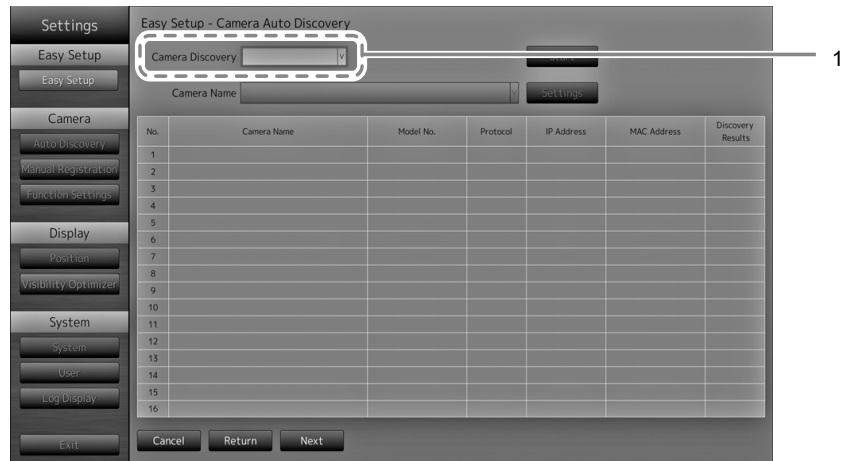 Settings
Easy Setup - Camera Auto Discovery
Easy Setup
Easy Setup
Camera Discovery
Start
1
Camera Name
Settings
Camera
Auto Discovery
Manual Registration
Function Settings
Display
Position
Visibility Optimizer
System
System
User
Log Display
Exit
No. Camera Name Model No. Protocol IP Address MAC Address Discovery Results
1
2
3
4
5
6
7
8
9
10
11
12
13
14
15
16
Cancel Return Next